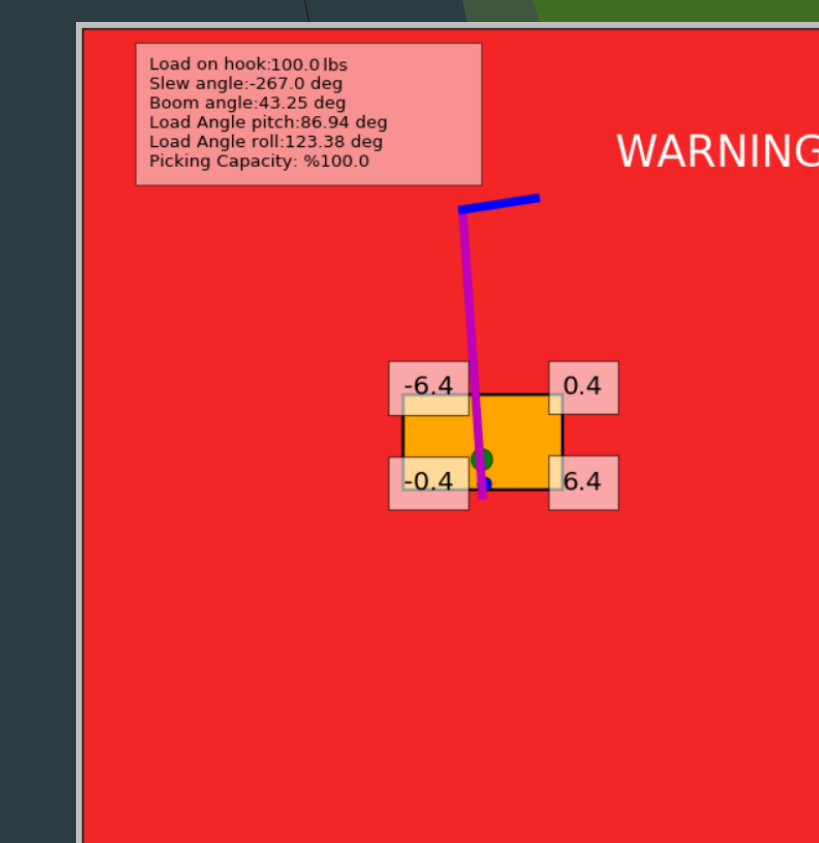 Load on hook:100.0 lbs
Slew angle:-267.0 deg
Boom angle:43.25 deg
Load Angle pitch:86.94 deg
Load Angle roll:123.38 deg
Picking Capacity: %100.0
WARNING
-6.4
0.4
-0.4
6.4